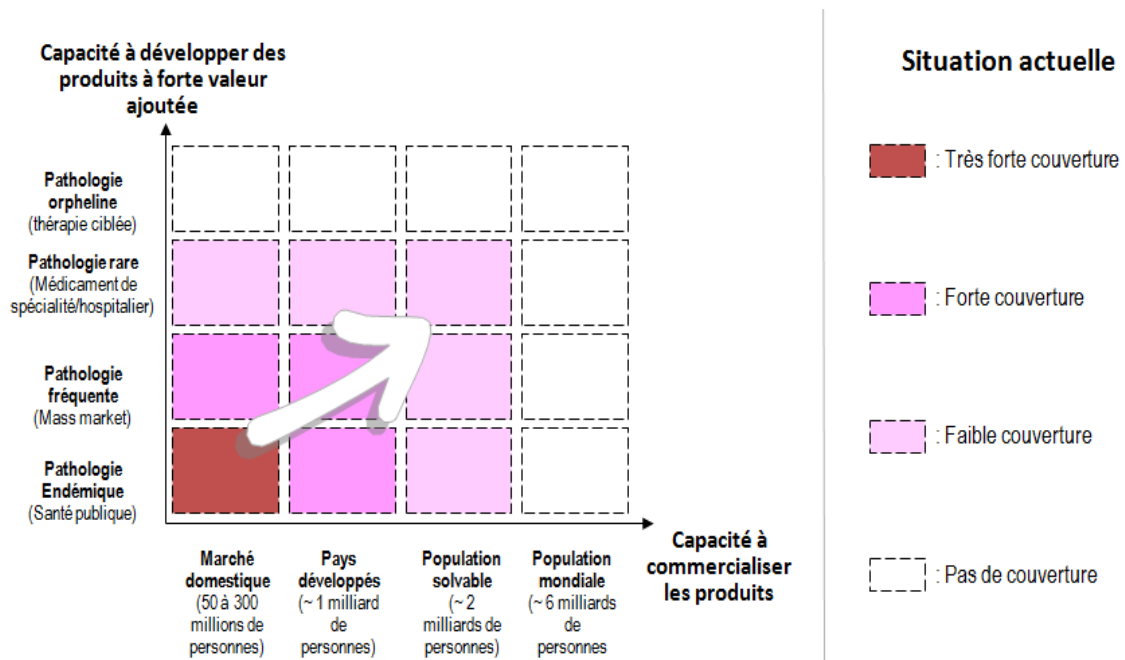 Capacité à développer des
produits à forte valeur
ajoutée
Pathologie
orpheline
(thérapie ciblée)
Pathologie rare
(Médicament de
spécialité/hospitalier)
Pathologie
fréquente
(Mass market)
Pathologie
Endémique
(Santé publique)
Marché
domestique
(50 à 300
millions de
personnes)
Pays
développés
(~ 1 milliard
de
personnes)
Population
solvable
(~ 2
milliards de
personnes)
Population
mondiale
(~ 6 milliards
de
personnes
Capacité à
commercialiser
les produits
Situation actuelle
: Très forte couverture
: Forte couverture
: Faible couverture
: Pas de couverture